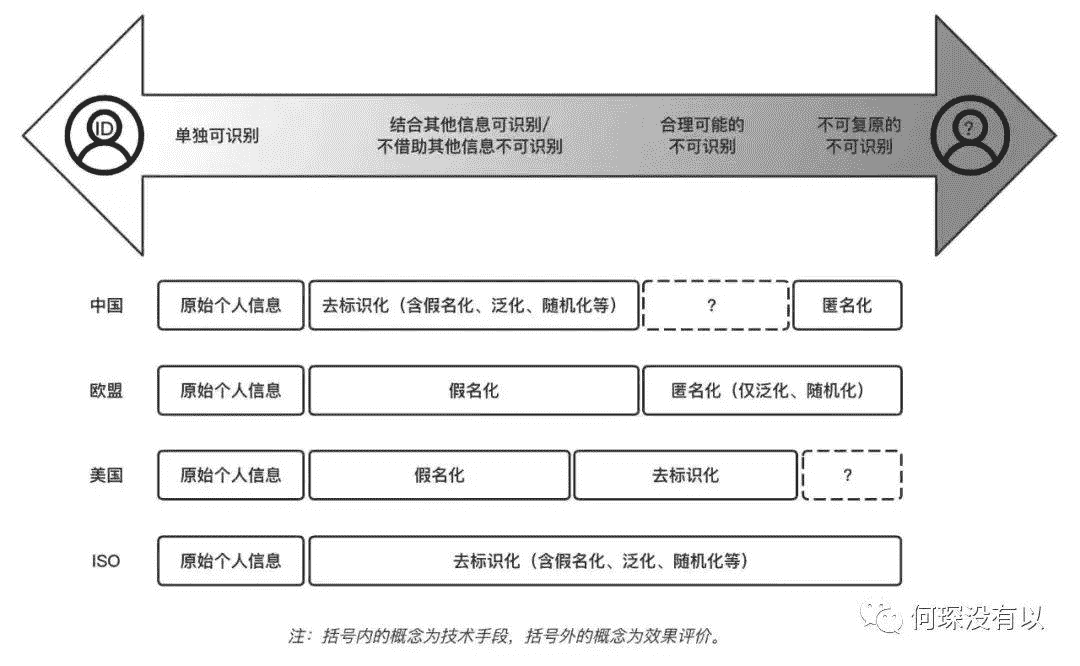 ID
单独可识别
结合其他信息可识别/
不借助其他信息不可识别
合理可能的
不可识别
不可复原的
不可识别
?
中国
原始个人信息
去标识化（含假名化、泛化、随机化等）
?
匿名化
欧盟
原始个人信息
假名化
匿名化（仅泛化、随机化）
美国
原始个人信息
假名化
去标识化
?
ISO
原始个人信息
去标识化（含假名化、泛化、随机化等）
注：括号内的概念为技术手段，括号外的概念为效果评价。
何琛没有以